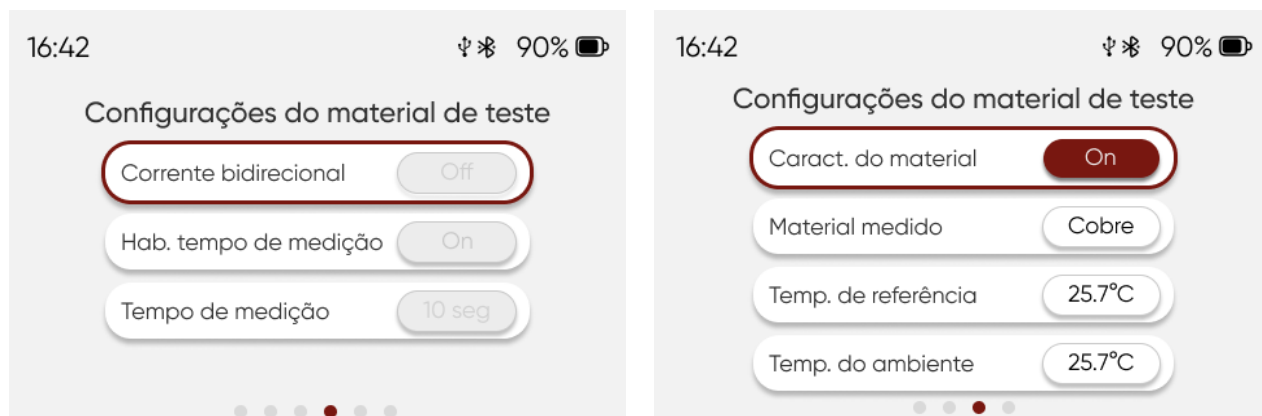 16:42 90%
Configurações do material de teste
Corrente bidirecional Off
Hab. tempo de medição On
Tempo de medição 10 seg
16:42 90%
Configurações do material de teste
Caract. do material On
Material medido Cobre
Temp. de referência 25.7°C
Temp. do ambiente 25.7°C